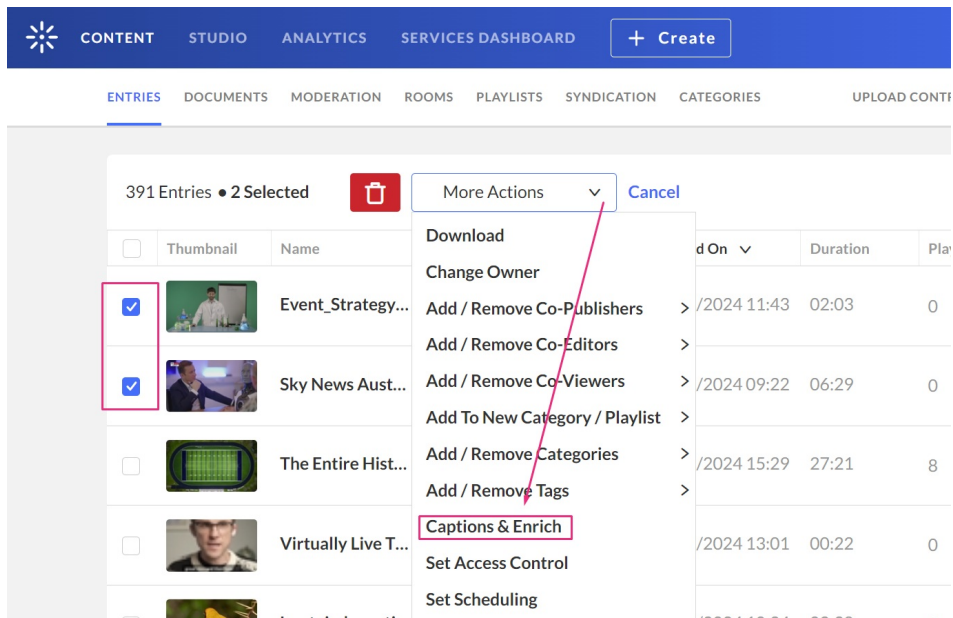 CONTENT STUDIO ANALYTICS SERVICES DASHBOARD + Create
ENTRIES DOCUMENTS MODERATION ROOMS PLAYLISTS SYNDICATION CATEGORIES UPLOAD CONTR
391 Entries • 2 Selected More Actions Cancel
Thumbnail Name d On Duration Pla
Download
Change Owner
Event_Strategy... Add / Remove Co-Publishers /2024 11:43 02:03 0
Add / Remove Co-Editors
Sky News Aust... Add / Remove Co-Viewers /2024 09:22 06:29 0
Add To New Category / Playlist
The Entire Hist... Add / Remove Categories /2024 15:29 27:21 8
Add / Remove Tags
Captions & Enrich
Virtually Live T... /2024 13:01 00:22 0
Set Access Control
Set Scheduling